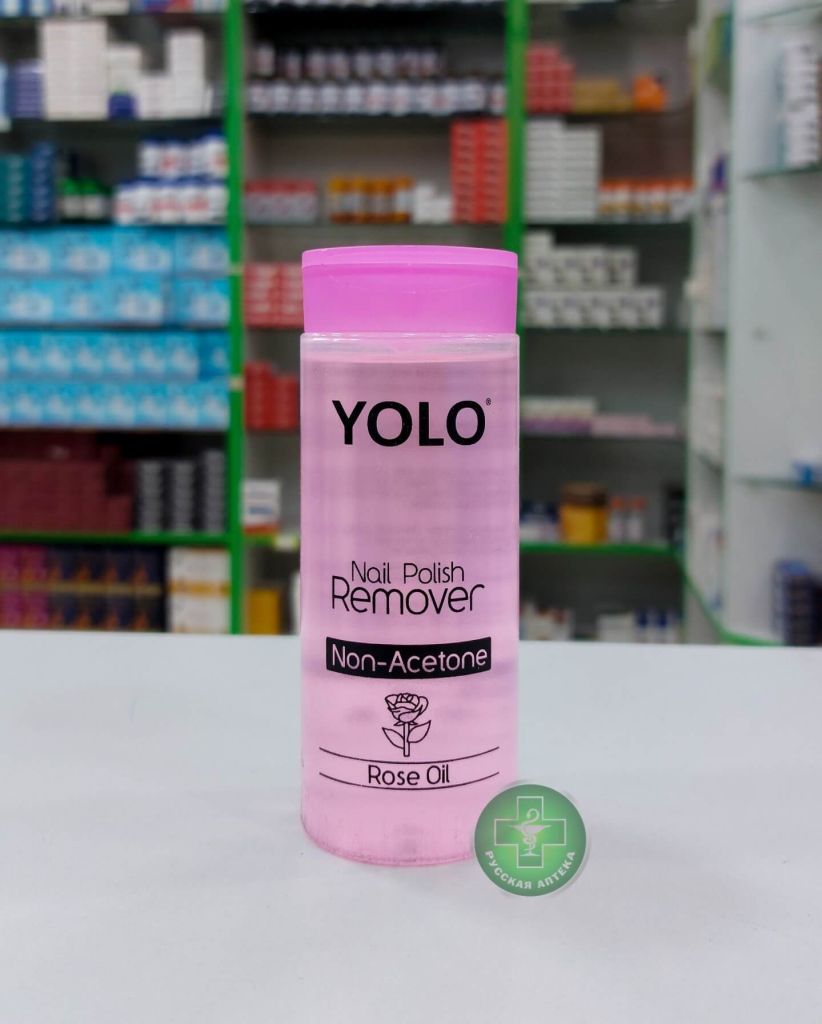 YOLO®
Nail Polish
Remover
Non-Acetone
Rose Oil
РУССКАЯ АПТЕКА